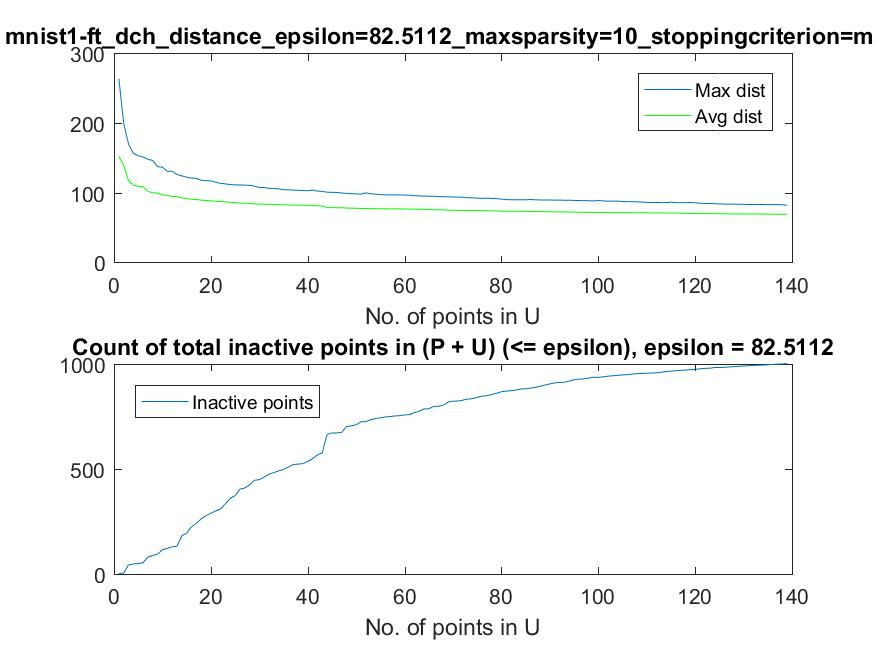 mnist1-ft_dch_distance_epsilon=82.5112_maxsparsity=10_stoppingcriterion=m
300
200
100
0
Max dist
Avg dist
0 20 40 60 80 100 120 140
No. of points in U
Count of total inactive points in (P + U) (<= epsilon), epsilon = 82.5112
1000
500
0
Inactive points
0 20 40 60 80 100 120 140
No. of points in U